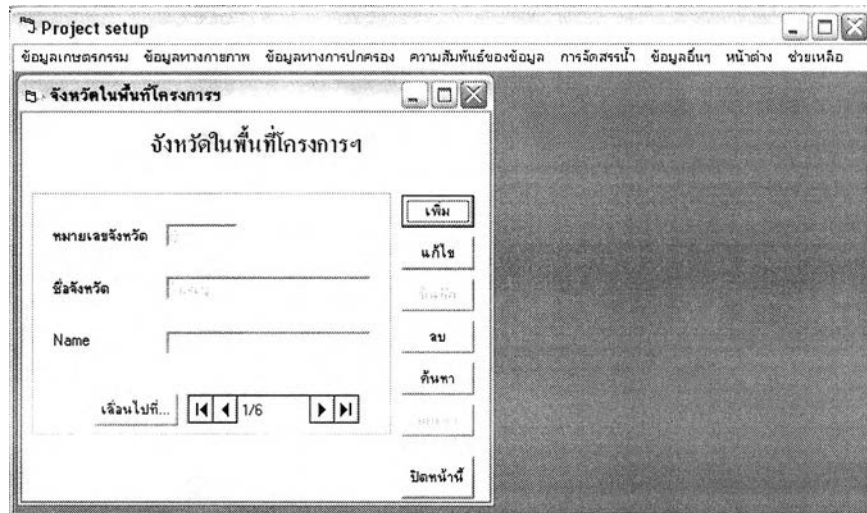 Project setup
ข้อมูลเกษตรกรรม ข้อมูลทางกายภาพ ข้อมูลทางการปกครอง ความสัมพันธ์ของข้อมูล การจัดสรรน้ำ ข้อมูลอื่นๆ หน้าต่าง ช่วยเหลือ
จังหวัดในพื้นที่โครงการฯ
จังหวัดในพื้นที่โครงการฯ
เพิ่ม
หมายเลขจังหวัด
แก้ไข
ชื่อจังหวัด
Name
ลบ
ค้นหา
เลื่อนไปที่... 1/6
ปิดหน้านี้